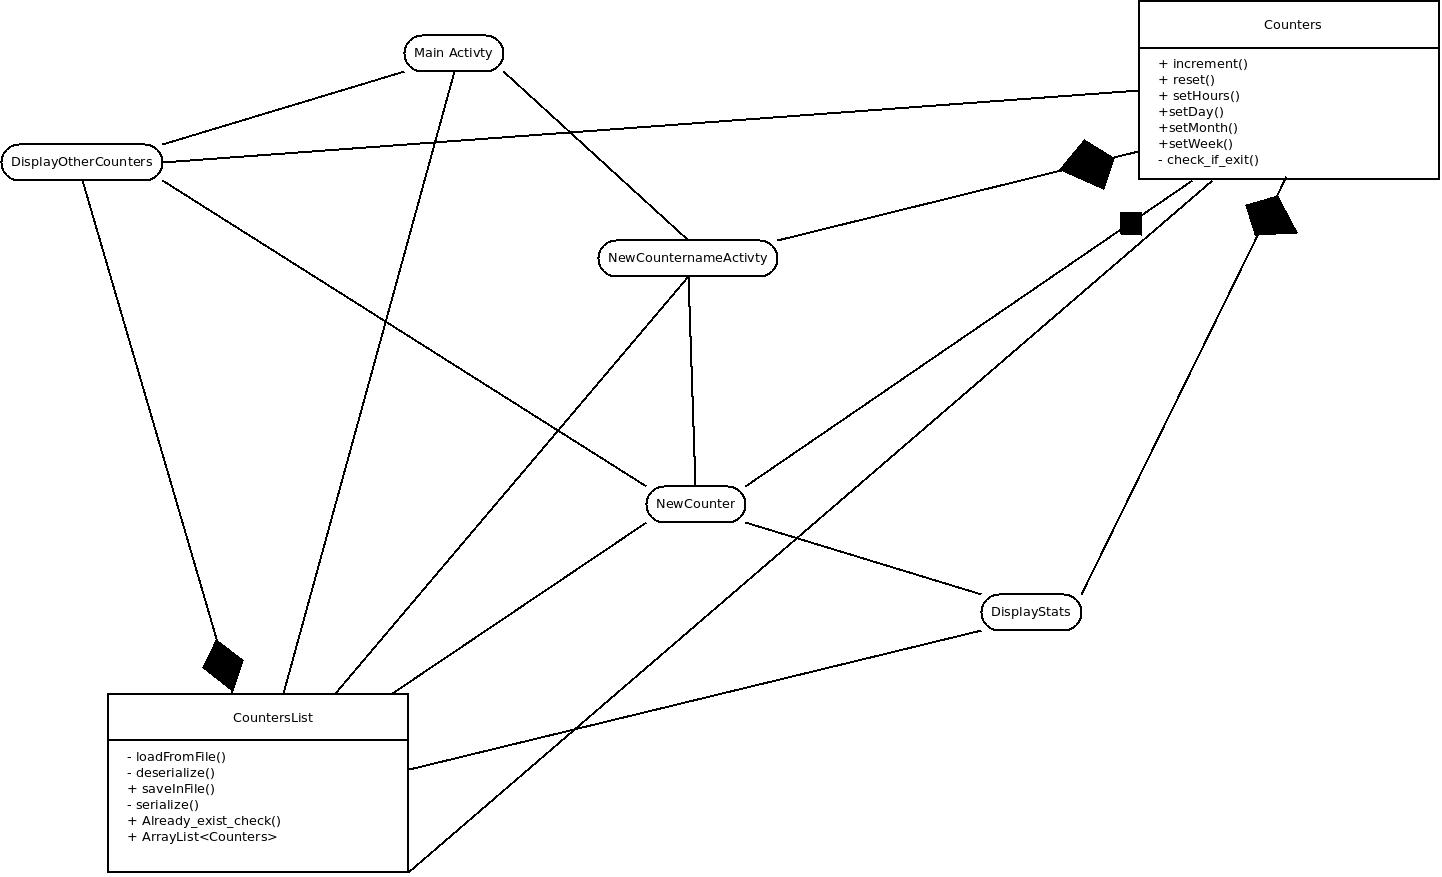 Counters
+ increment()
+ reset()
+ setHours()
+setDay()
+setMonth()
+setWeek()
- check_if_exit()
Main Activty
DisplayOtherCounters
NewCounternameActivty
NewCounter
DisplayStats
CountersList
- loadFromFile()
- deserialize()
+ saveInFile()
- serialize()
+ Already_exist_check()
+ ArrayList<Counters>